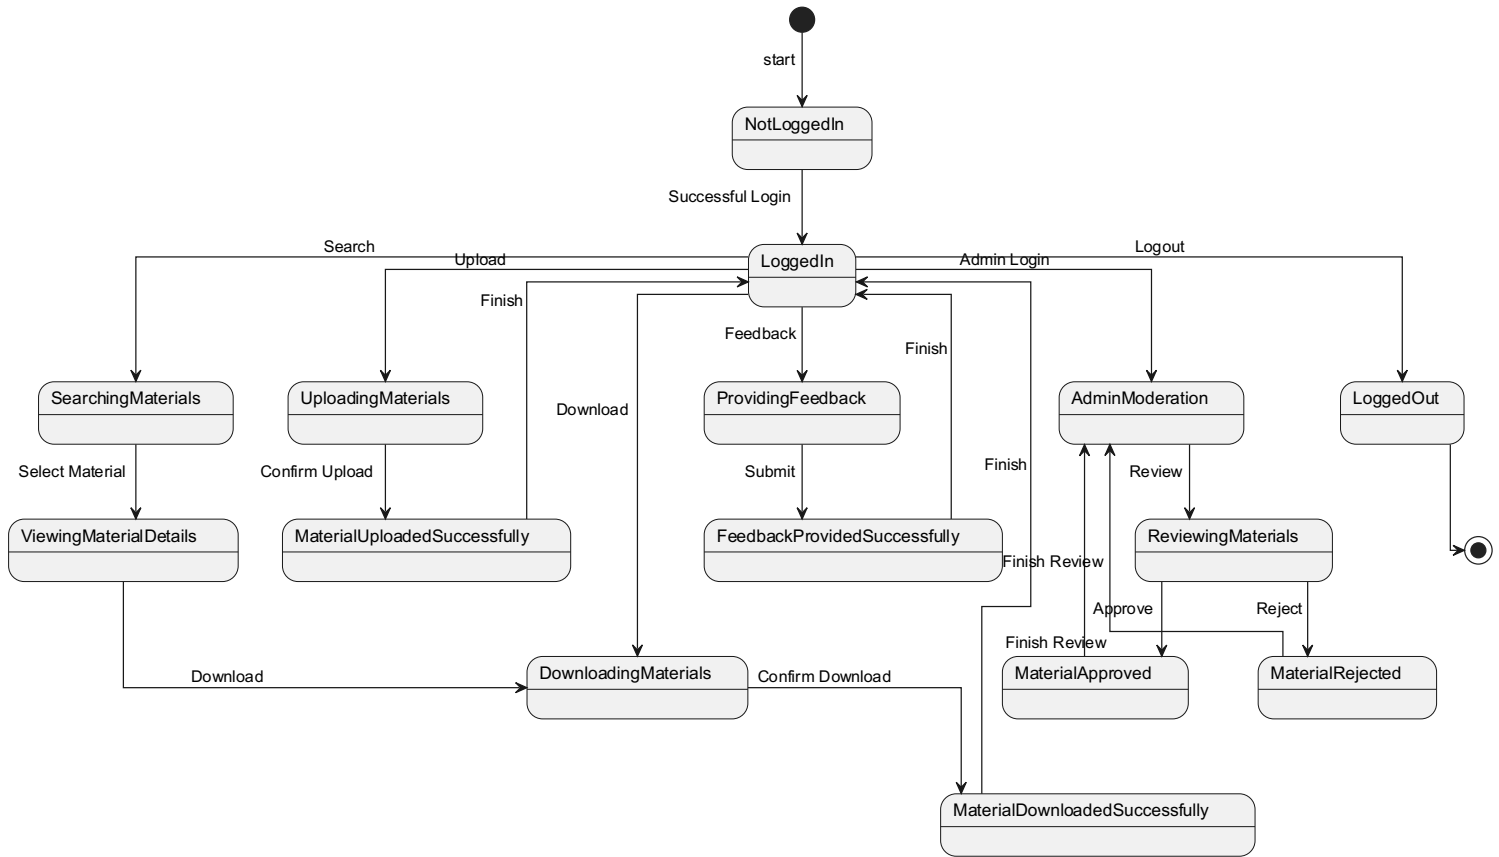 start
NotLoggedIn
Successful Login
Search
Upload
LoggedIn
Admin Login
Logout
Finish
Feedback
Finish
Download
SearchingMaterials
UploadingMaterials
ProvidingFeedback
AdminModeration
LoggedOut
Select Material
Confirm Upload
Submit
Finish
Review
ViewingMaterialDetails
MaterialUploadedSuccessfully
FeedbackProvidedSuccessfully
ReviewingMaterials
Finish Review
Approve
Reject
Finish Review
Download
DownloadingMaterials
Confirm Download
MaterialApproved
MaterialRejected
MaterialDownloadedSuccessfully